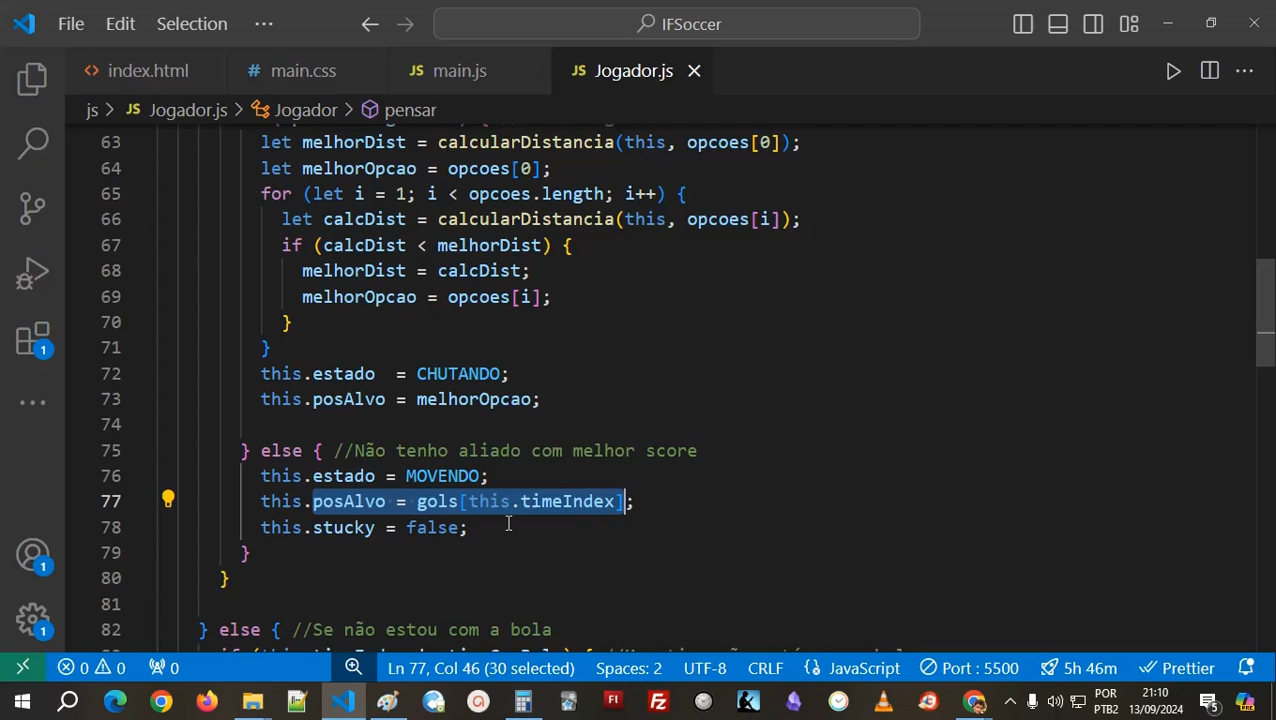 File Edit Selection ··· IFSoccer
index.html main.css JS main.js JS Jogador.js
js > JS Jogador.js > Jogador > pensar
63 let melhorDist = calcularDistancia(this, opcoes[0]);
64 let melhorOpcao = opcoes[0];
65 for (let i = 1; i < opcoes.length; i++) {
66 let calcDist = calcularDistancia(this, opcoes[i]);
67 if (calcDist < melhorDist) {
68 melhorDist = calcDist;
69 melhorOpcao = opcoes[i];
70 }
71 }
72 this.estado  = CHUTANDO;
73 this.posAlvo = melhorOpcao;
74
75 } else { //Não tenho aliado com melhor score
76 this.estado = MOVENDO;
77 this.posAlvo = gols[this.timeIndex];
78 this.stucky = false;
79 }
80 }
81
82 } else { //Se não estou com a bola
1
1
0 0 0 Ln 77, Col 46 (30 selected) Spaces: 2 UTF-8 CRLF JavaScript Port : 5500 5h 46m Prettier
POR
PTB2
21:10
13/09/2024
5